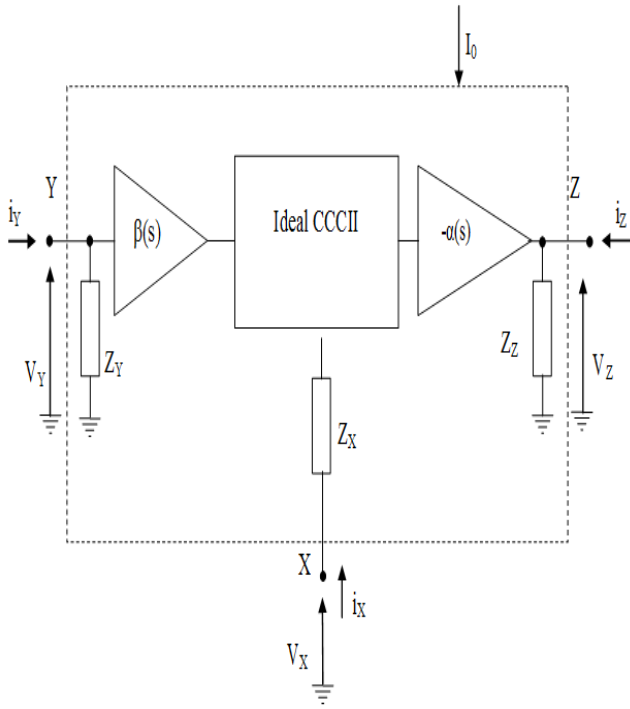 I0
Y
Z
iY
β(s)
Ideal CCCII
-α(s)
iZ
VY
ZY
ZX
ZZ
VZ
X
iX
VX